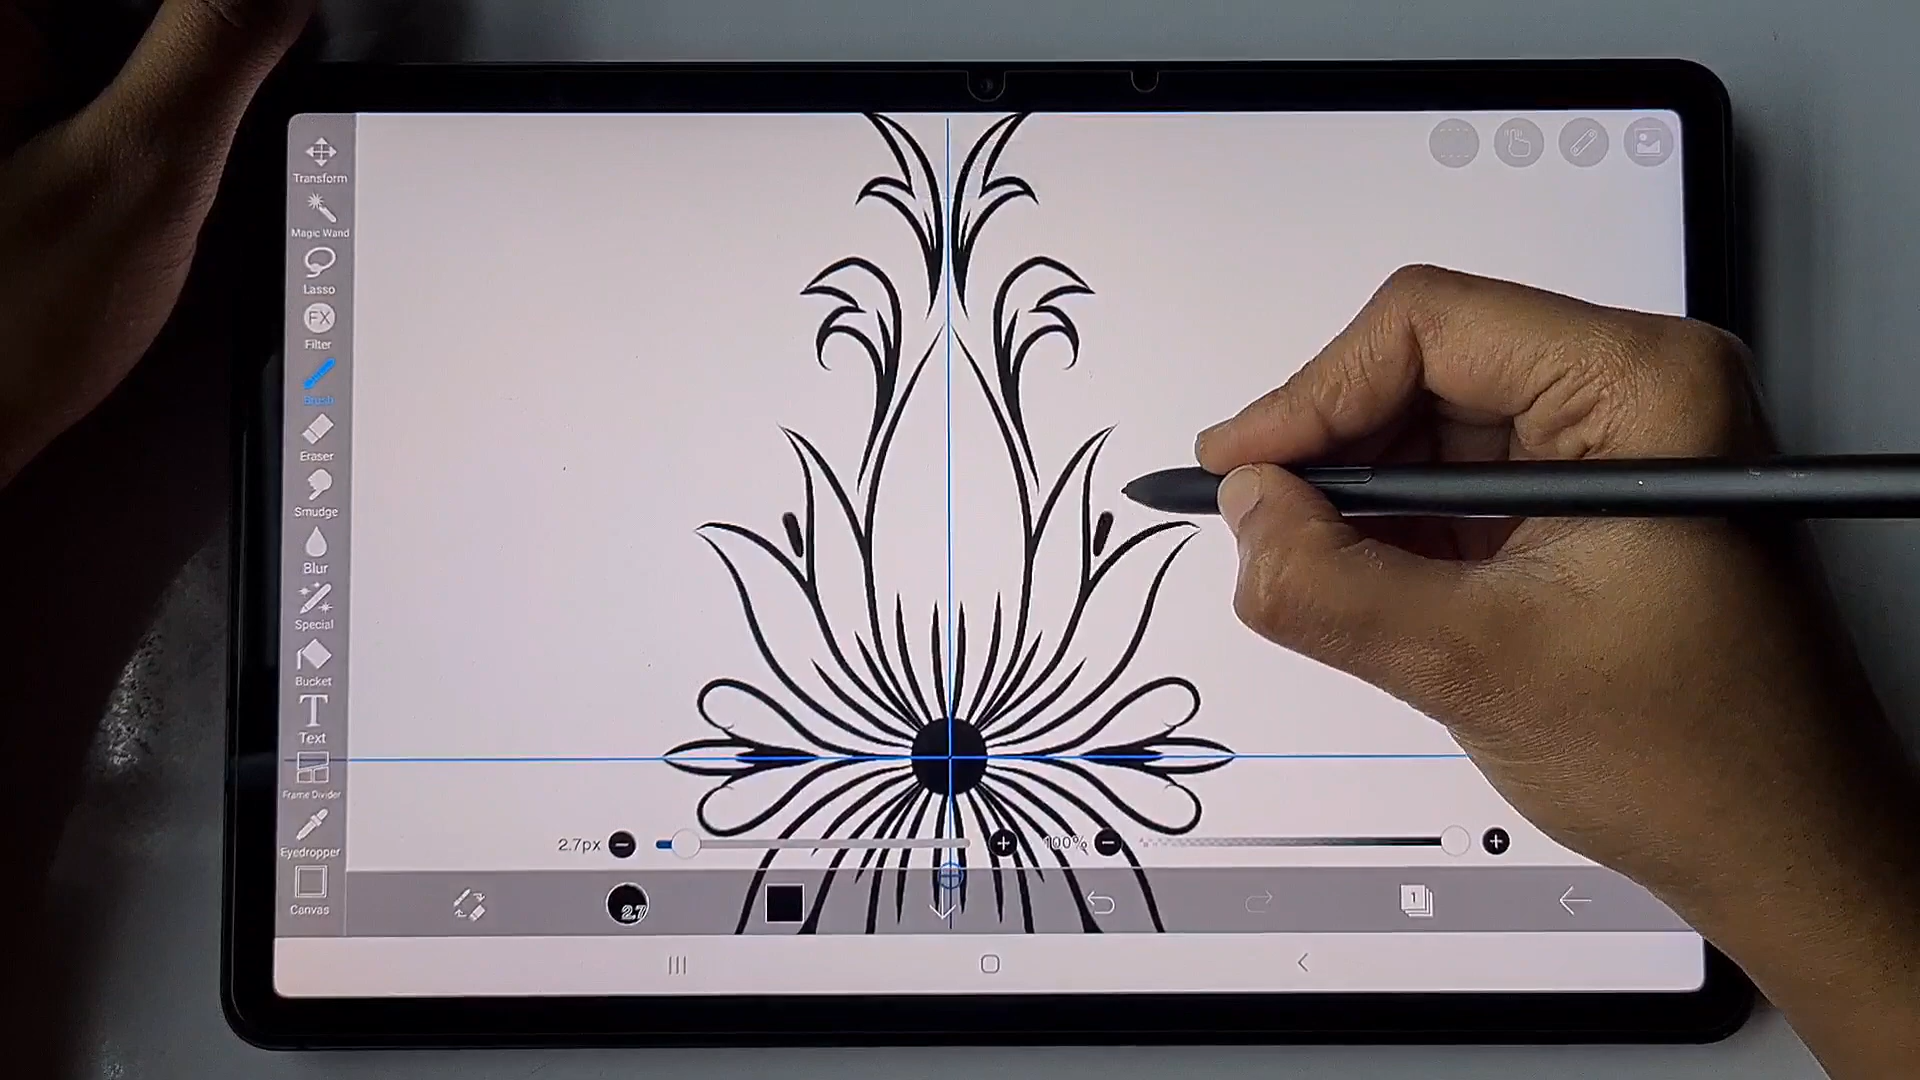 Transform
Magic Wand
Lasso
FX
Filter
Brush
Eraser
Smudge
Blur
Special
Bucket
T
Text
Frame Divider
Eyedropper
Canvas
2.7px
100%
2.7
1